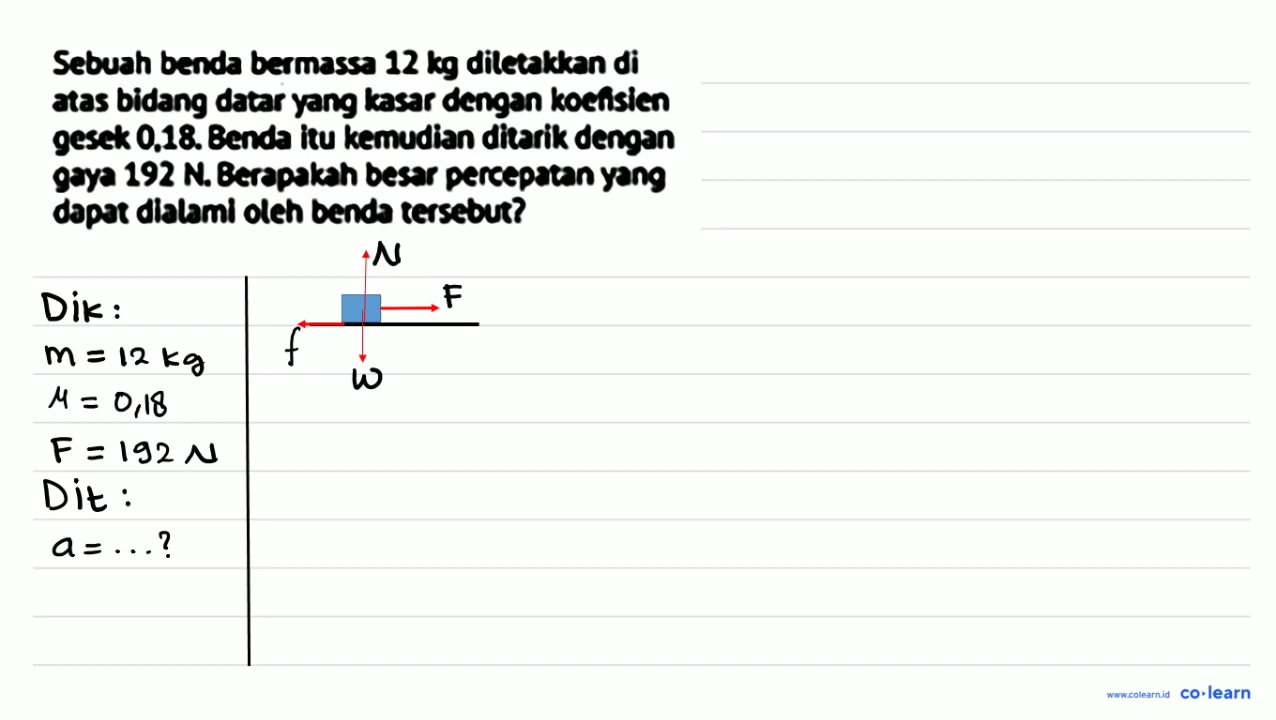 Sebuah benda bermassa 12 kg diletakkan di
atas bidang datar yang kasar dengan koefisien
gesek 0,18. Benda itu kemudian ditarik dengan
gaya 192 N. Berapakah besar percepatan yang
dapat dialami oleh benda tersebut?
N
F
f
W
Dik:
m = 12 kg
μ = 0,18
F = 192 N
Dit:
a = ...?
www.colearn.id co·learn